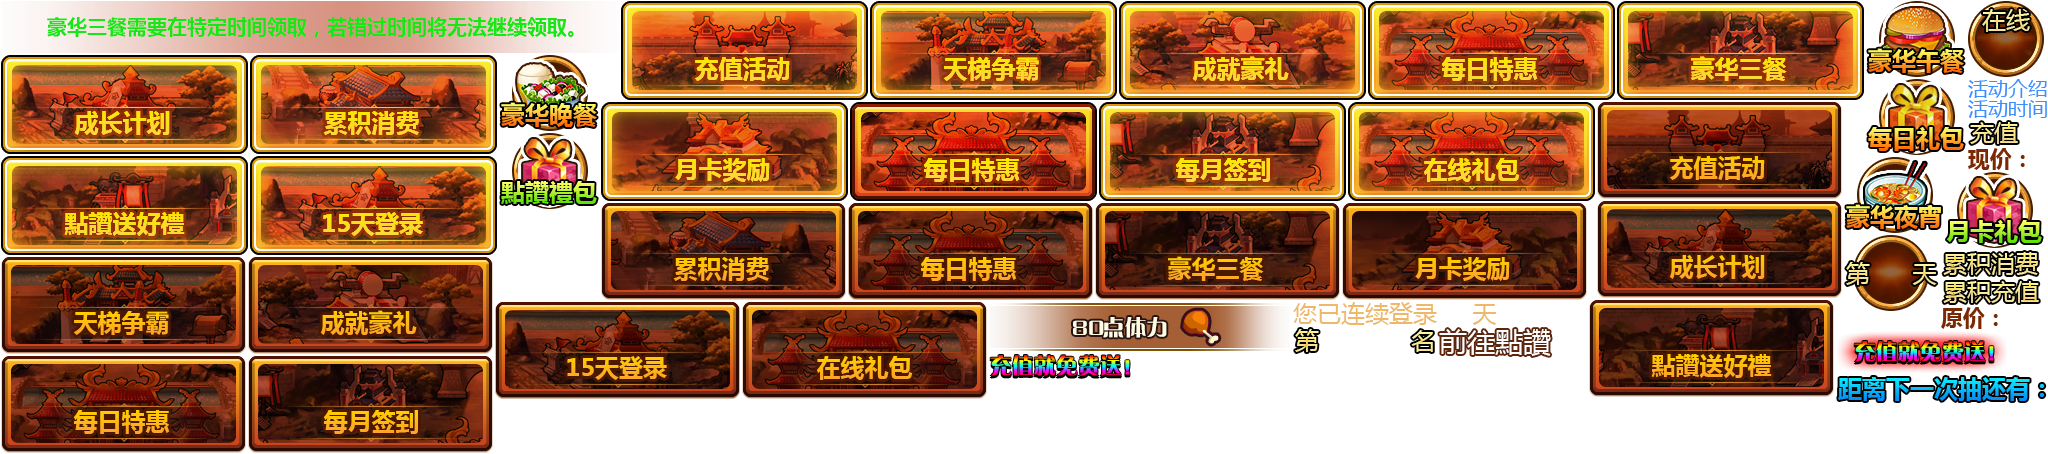 豪华三餐需要在特定时间领取，若错过时间将无法继续领取。
充值活动
天梯争霸
成就豪礼
每日特惠
豪华三餐
豪华午餐
在线
成长计划
累积消费
豪华晚餐
活动介绍
活动时间
月卡奖励
每日特惠
每月签到
在线礼包
充值活动
每日礼包
充值
现价：
點讚送好禮
15天登录
點讚禮包
豪华夜宵
月卡礼包
累积消费
每日特惠
豪华三餐
月卡奖励
成长计划
第 天
累积消费
累积充值
原价：
天梯争霸
成就豪礼
15天登录
在线礼包
80点体力
您已连续登录 天
第 名
前往點讚
充值就免费送!
點讚送好禮
充值就免费送!
距离下一次抽还有：
每日特惠
每月签到